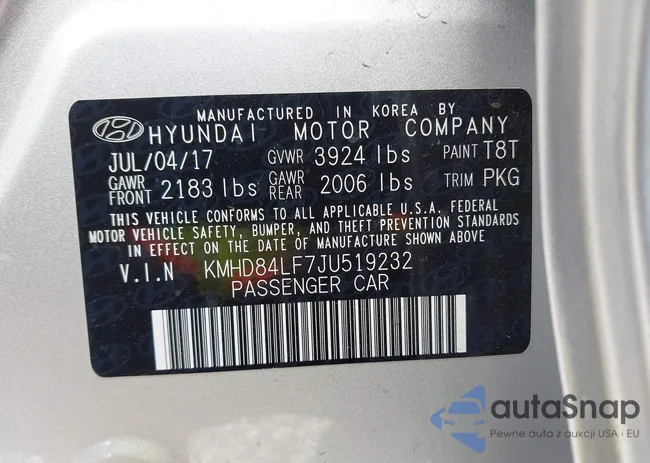 MANUFACTURED IN KOREA BY
HYUNDAI MOTOR COMPANY
JUL/04/17 GVWR 3924 lbs PAINT T8T
GAWR FRONT 2183 lbs GAWR REAR 2006 lbs TRIM PKG
THIS VEHICLE CONFORMS TO ALL APPLICABLE U.S.A. FEDERAL
MOTOR VEHICLE SAFETY, BUMPER, AND THEFT PREVENTION STANDARDS
IN EFFECT ON THE DATE OF MANUFACTURE SHOWN ABOVE
V.I.N KMHD84LF7JU519232
PASSENGER CAR
autaSnap
Pewne auta z aukcji USA i EU